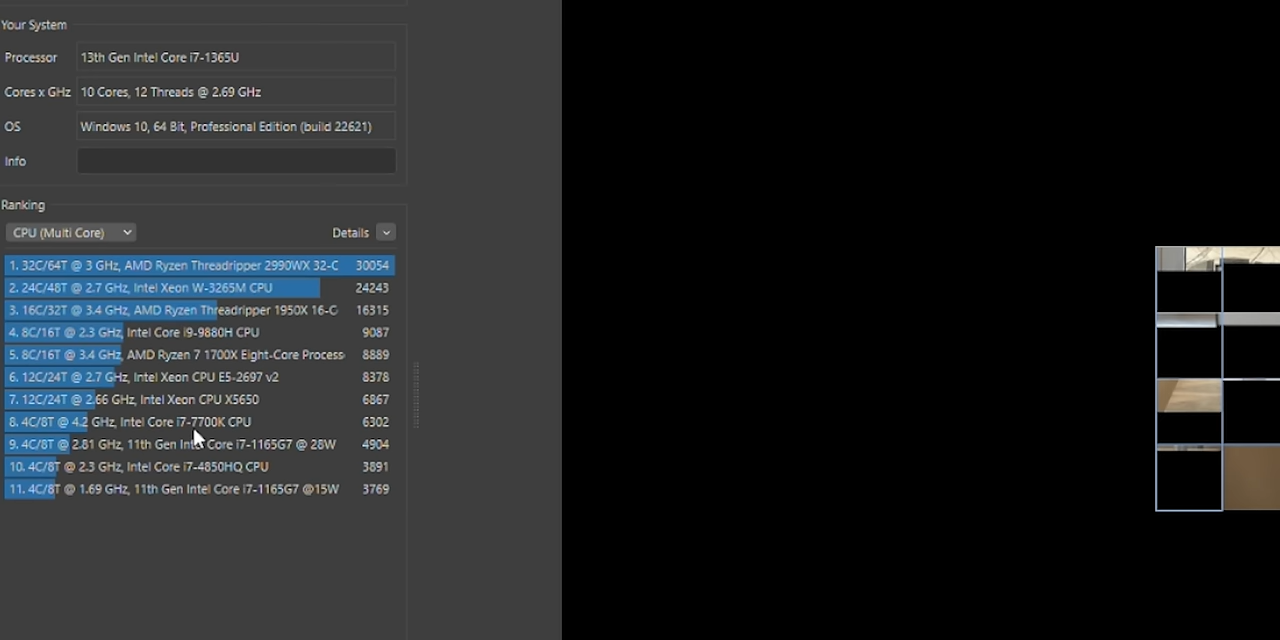 Your System
Processor 13th Gen Intel Core i7-1365U
Cores x GHz 10 Cores, 12 Threads @ 2.69 GHz
OS Windows 10, 64 Bit, Professional Edition (build 22621)
Info
Ranking
CPU (Multi Core) Details
1. 32C/64T @ 3 GHz, AMD Ryzen Threadripper 2990WX 32-C 30054
2. 24C/48T @ 2.7 GHz, Intel Xeon W-3265M CPU 24243
3. 16C/32T @ 3.4 GHz, AMD Ryzen Threadripper 1950X 16-C 16315
4. 8C/16T @ 2.3 GHz, Intel Core i9-9880H CPU 9087
5. 8C/16T @ 3.4 GHz, AMD Ryzen 7 1700X Eight-Core Process 8889
6. 12C/24T @ 2.7 GHz, Intel Xeon CPU E5-2697 v2 8378
7. 12C/24T @ 2.66 GHz, Intel Xeon CPU X5650 6867
8. 4C/8T @ 4.2 GHz, Intel Core i7-7700K CPU 6302
9. 4C/8T @ 2.81 GHz, 11th Gen Intel Core i7-1165G7 @ 28W 4904
10. 4C/8T @ 2.3 GHz, Intel Core i7-4850HQ CPU 3891
11. 4C/8T @ 1.69 GHz, 11th Gen Intel Core i7-1165G7 @15W 3769